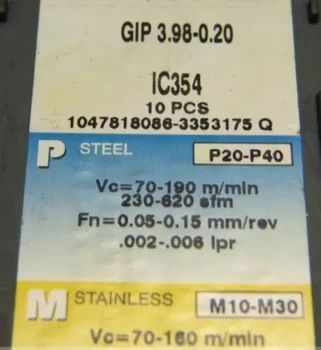 GIP 3.98-0.20
IC354
10 PCS
1047818086-3353175 Q
P STEEL P20-P40
Vc=70-190 m/min
230-620 sfm
Fn=0.05-0.15 mm/rev
.002-.006 ipr
M STAINLESS M10-M30
Vc=70-160 m/min